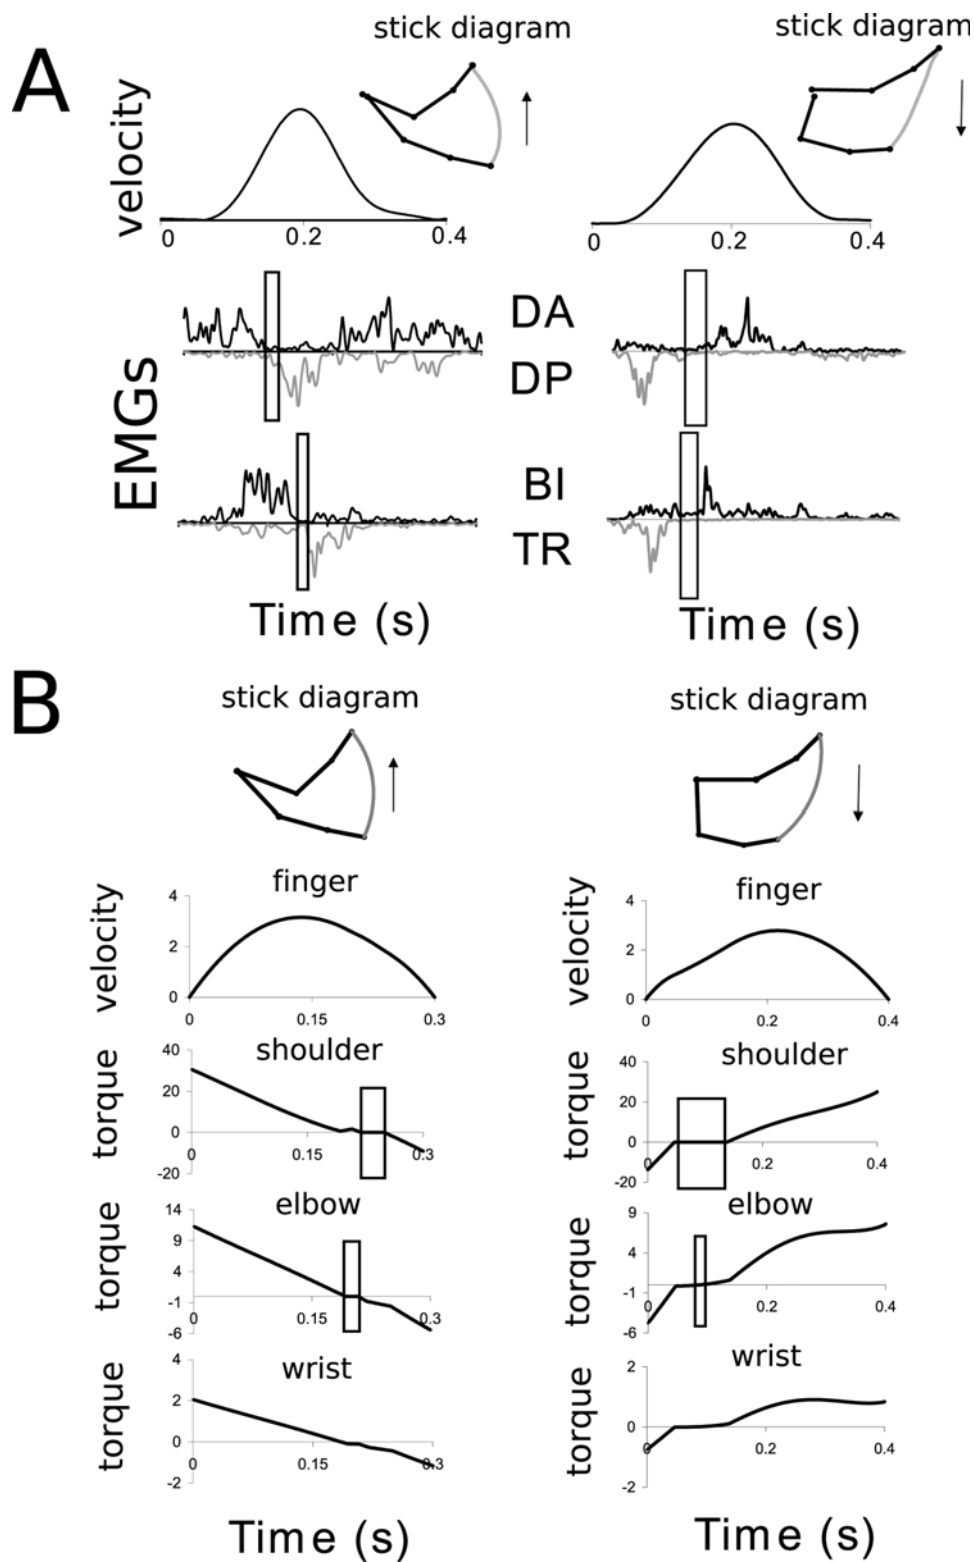 A
stick diagram
stick diagram
velocity
0
0.2
0.4
0
0.2
0.4
EMGs
DA
DP
BI
TR
Time (s)
Time (s)
B
stick diagram
stick diagram
finger
velocity
4
2
0
0
0.15
0.3
finger
velocity
4
2
0
0
0.2
0.4
shoulder
torque
40
20
0
-20
0
0.15
0.3
shoulder
torque
40
20
0
-20
0
0.2
0.4
elbow
torque
14
9
4
-1
-6
0
0.15
0.3
elbow
torque
9
4
-1
-6
0
0.2
0.4
wrist
torque
4
2
0
-2
0
0.15
0.3
wrist
torque
2
0
-2
0
0.2
0.4
Time (s)
Time (s)